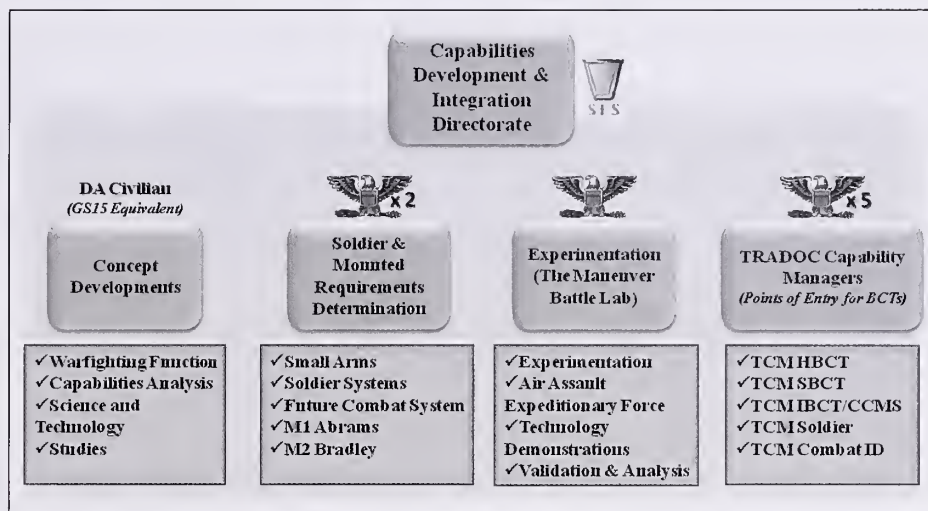 Capabilities
Development &
Integration
Directorate
SES
DA Civilian
(GS15 Equivalent)
x2
x5
Concept
Developments
Soldier &
Mounted
Requirements
Determination
Experimentation
(The Maneuver
Battle Lab)
TRADOC Capability
Managers
(Points of Entry for BCTs)
✓Warfighting Function
✓Capabilities Analysis
✓Science and
Technology
✓Studies
✓Small Arms
✓Soldier Systems
✓Future Combat System
✓M1 Abrams
✓M2 Bradley
✓Experimentation
✓Air Assault
Expeditionary Force
✓Technology
Demonstrations
✓Validation & Analysis
✓TCM HBCT
✓TCM SBCT
✓TCM IBCT/CCMS
✓TCM Soldier
✓TCM Combat ID